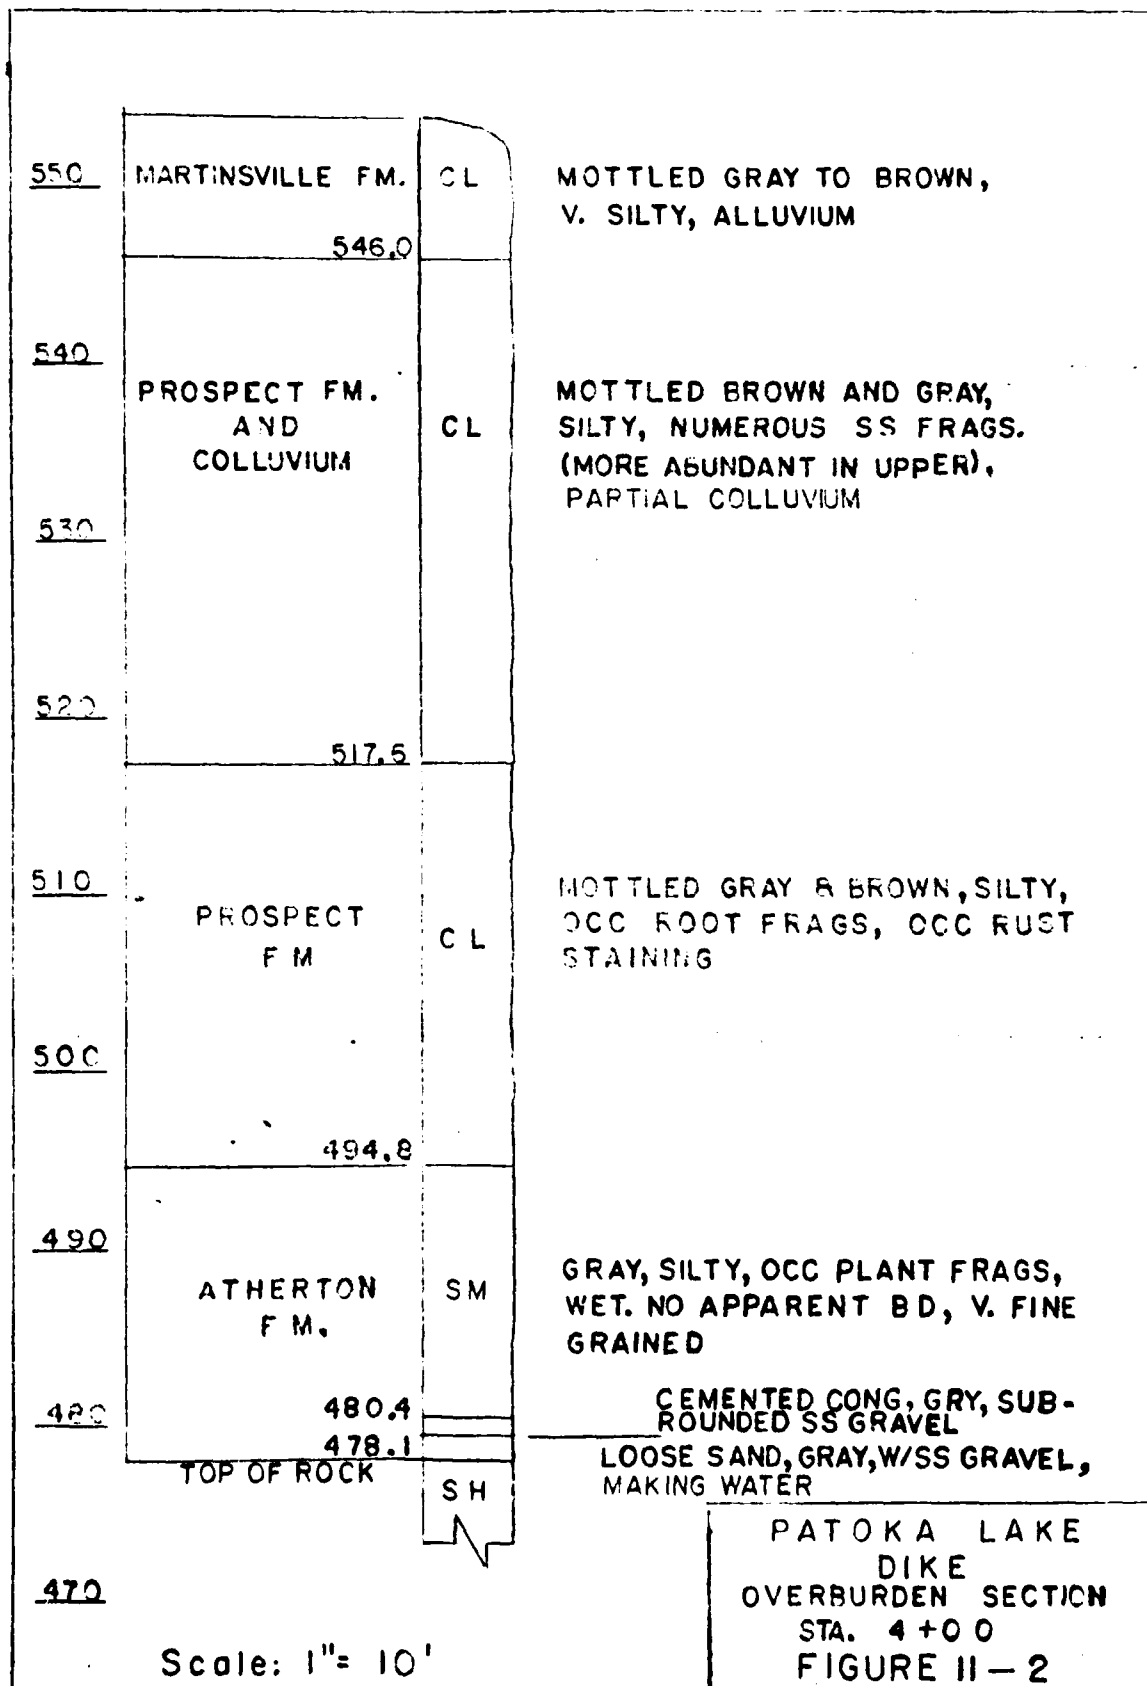 550 MARTINSVILLE FM. CL MOTTLED GRAY TO BROWN,
V. SILTY, ALLUVIUM
546.0
540
PROSPECT FM. MOTTLED BROWN AND GRAY,
AND CL SILTY, NUMEROUS SS FRAGS.
COLLUVIUM (MORE ABUNDANT IN UPPER),
PARTIAL COLLUVIUM
530
520
517.5
510 MOTTLED GRAY & BROWN, SILTY,
PROSPECT CL OCC ROOT FRAGS, OCC RUST
FM STAINING
500
494.8
490
ATHERTON SM GRAY, SILTY, OCC PLANT FRAGS,
FM. WET. NO APPARENT BD, V. FINE
GRAINED
480 480.4 CEMENTED CONG, GRY, SUB-
ROUNDED SS GRAVEL
478.1 LOOSE SAND, GRAY, W/SS GRAVEL,
TOP OF ROCK SH MAKING WATER
470
Scale: 1"= 10'
PATOKA LAKE
DIKE
OVERBURDEN SECTION
STA. 4+00
FIGURE 11-2